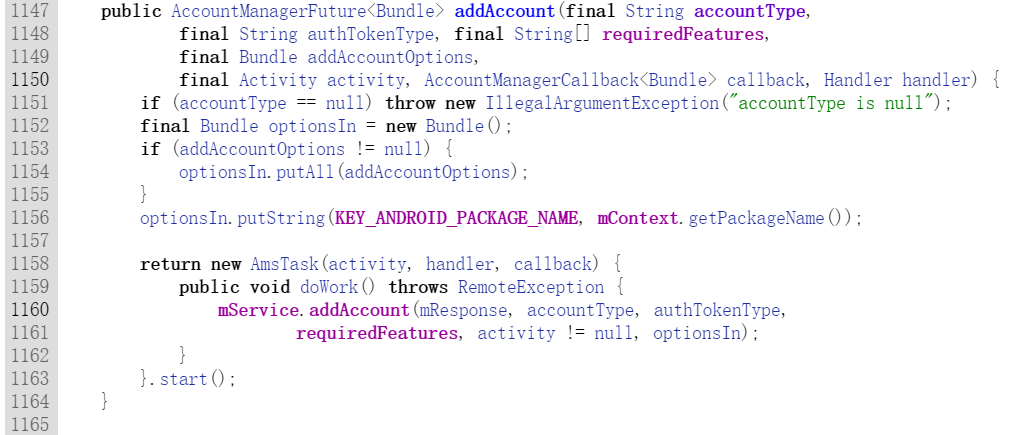 1147     public AccountManagerFuture<Bundle> addAccount(final String accountType,
1148             final String authTokenType, final String[] requiredFeatures,
1149             final Bundle addAccountOptions,
1150             final Activity activity, AccountManagerCallback<Bundle> callback, Handler handler) {
1151         if (accountType == null) throw new IllegalArgumentException("accountType is null");
1152         final Bundle optionsIn = new Bundle();
1153         if (addAccountOptions != null) {
1154             optionsIn.putAll(addAccountOptions);
1155         }
1156         optionsIn.putString(KEY_ANDROID_PACKAGE_NAME, mContext.getPackageName());
1157
1158         return new AmsTask(activity, handler, callback) {
1159             public void doWork() throws RemoteException {
1160                 mService.addAccount(mResponse, accountType, authTokenType,
1161                         requiredFeatures, activity != null, optionsIn);
1162             }
1163         }.start();
1164     }
1165